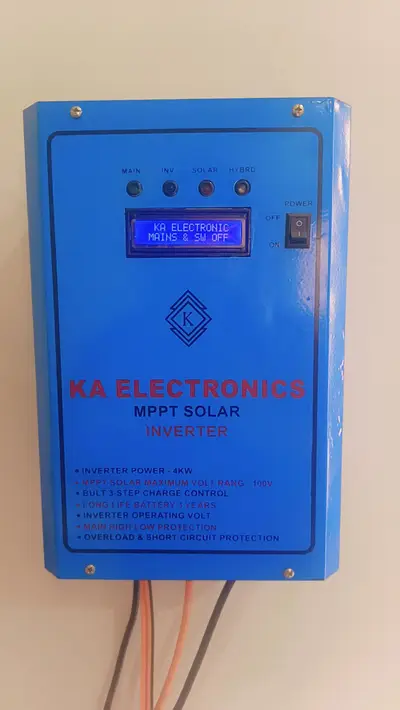 MAIN INV SOLAR HYBRD
POWER
OFF
KA ELECTRONIC
MAINS & SW OFF
ON
K
KA ELECTRONICS
MPPT SOLAR
INVERTER
• INVERTER POWER - 4KW
• MPPT SOLAR MAXIMUM VOLT RANG - 100V
• BULT 3 STEP CHARGE CONTROL
• LONG LIFE BATTERY 7 YEARS
• INVERTER OPERATING VOLT
• MAIN HIGH LOW PROTECTION
• OVERLOAD & SHORT CIRCUIT PROTECTION